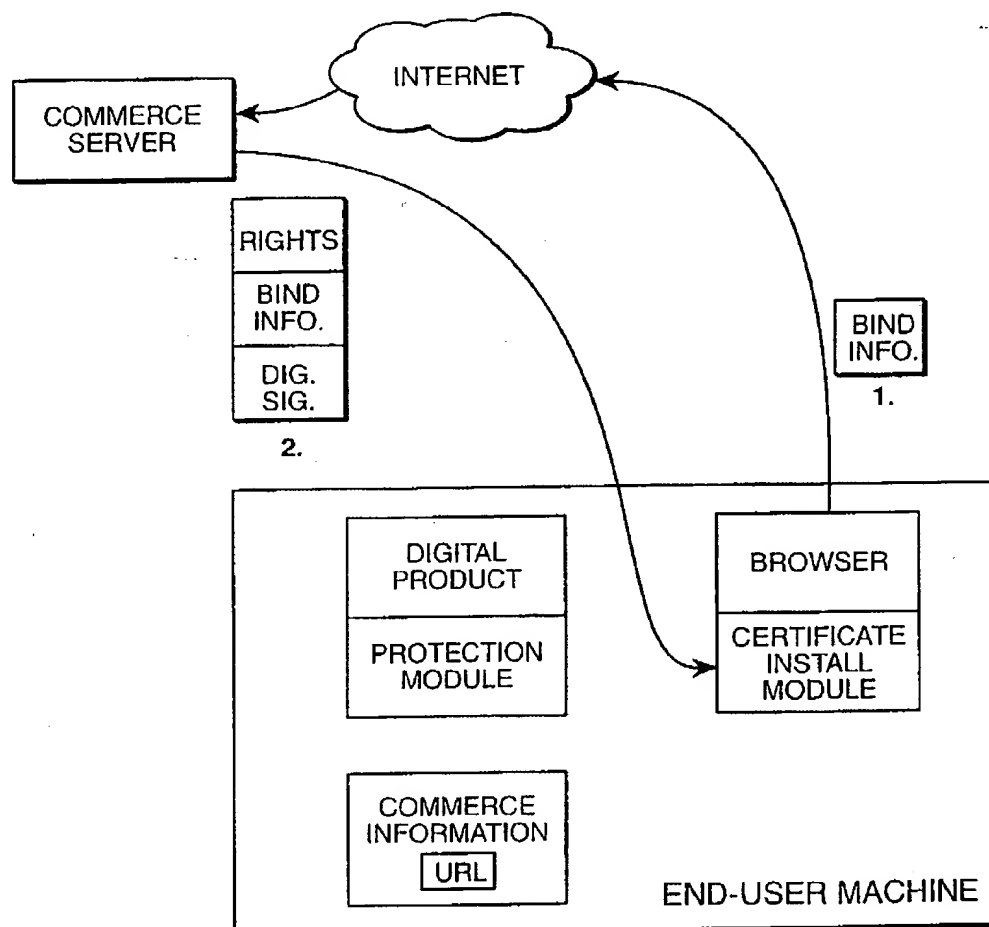 INTERNET
COMMERCE
SERVER
RIGHTS
BIND
INFO.
DIG.
SIG.
2.
BIND
INFO.
1.
DIGITAL
PRODUCT
PROTECTION
MODULE
BROWSER
CERTIFICATE
INSTALL
MODULE
COMMERCE
INFORMATION
URL
END-USER MACHINE